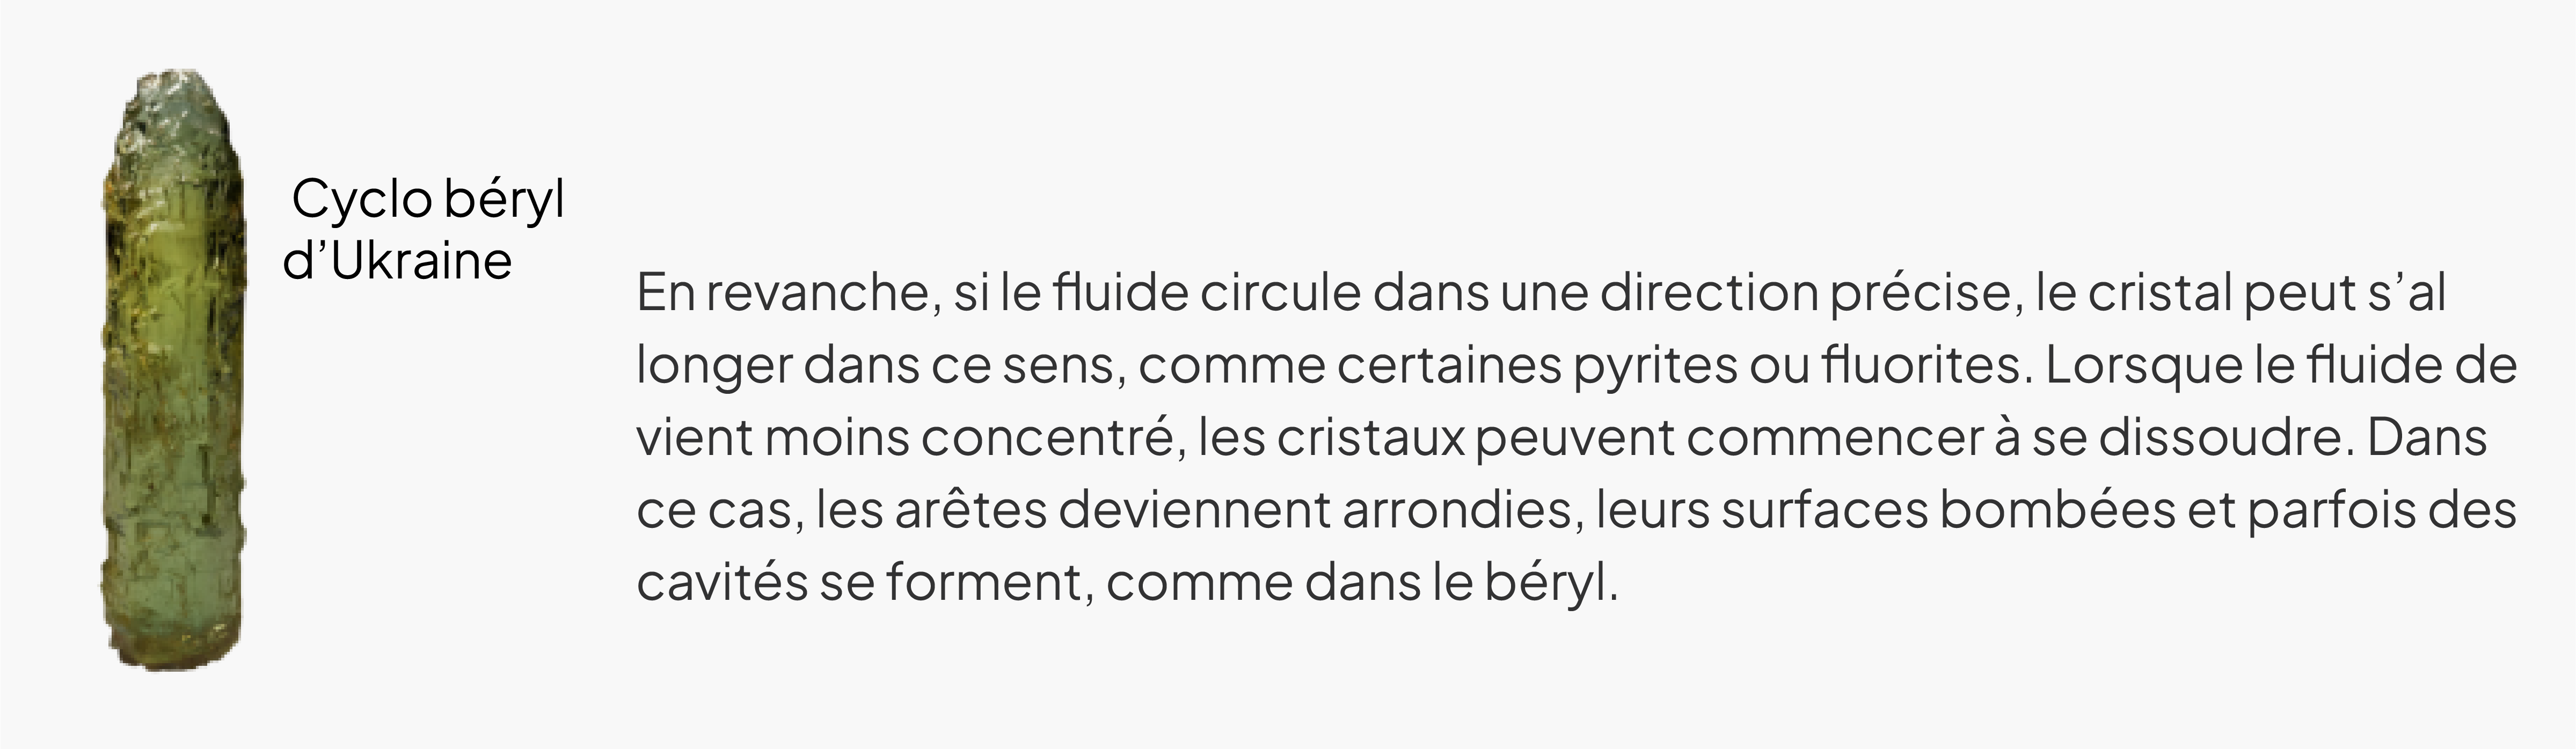 Cyclo béryl
d’Ukraine
En revanche, si le fluide circule dans une direction précise, le cristal peut s’al
longer dans ce sens, comme certaines pyrites ou fluorites. Lorsque le fluide de
vient moins concentré, les cristaux peuvent commencer à se dissoudre. Dans
ce cas, les arêtes deviennent arrondies, leurs surfaces bombées et parfois des
cavités se forment, comme dans le béryl.